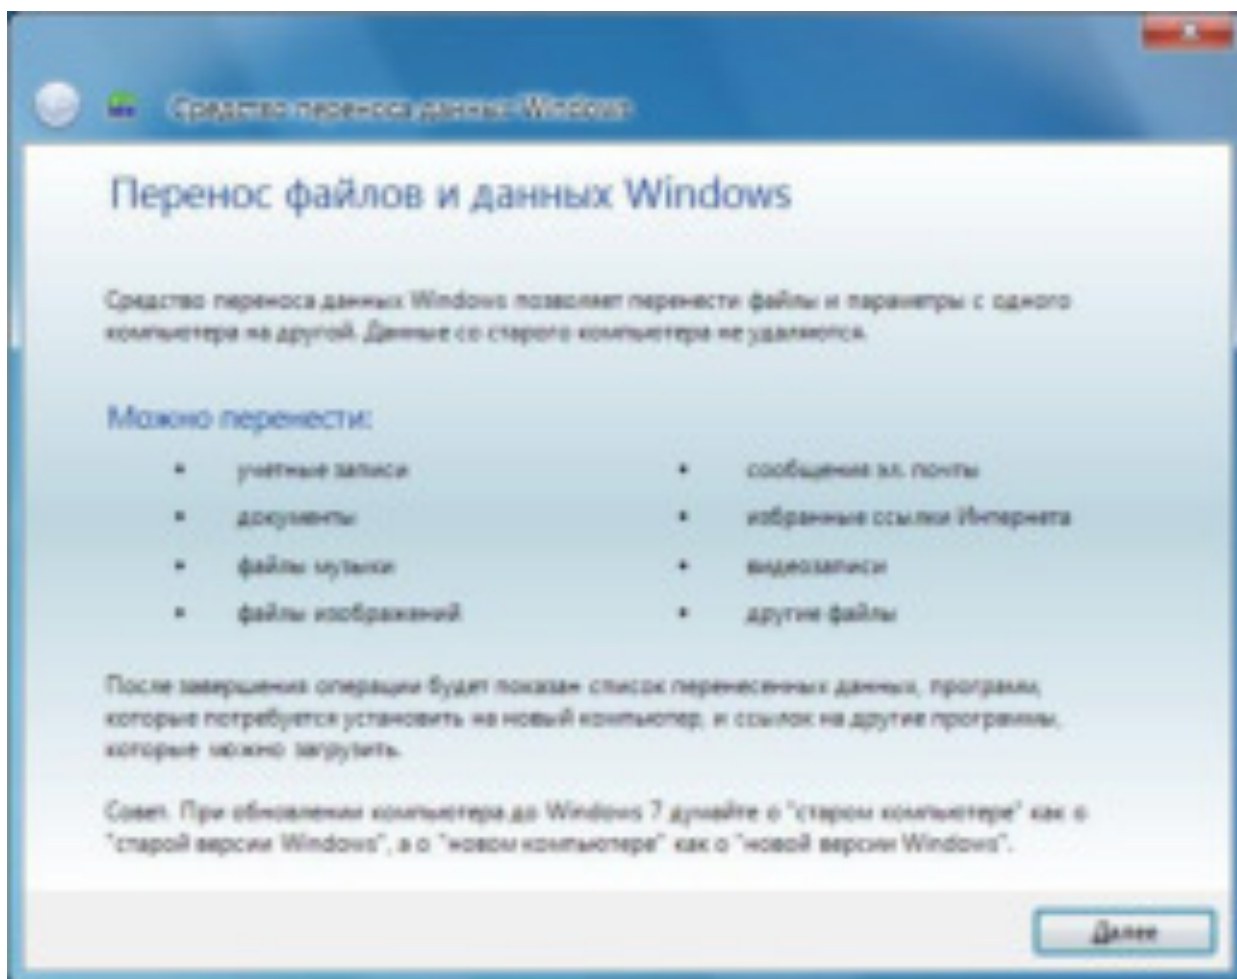 Средство переноса данных Windows
Перенос файлов и данных Windows
Средство переноса данных Windows позволяет перенести файлы и параметры с одного
компьютера на другой. Данные со старого компьютера не удаляются.
Можно перенести:
учетные записи
документы
файлы музыки
файлы изображений
сообщения эл. почты
избранные ссылки Интернета
видеозаписи
другие файлы
После завершения операции будет показан список перенесенных данных, программ,
которые потребуется установить на новый компьютер, и ссылок на другие программы,
которые можно загрузить.
Совет. При обновлении компьютера до Windows 7 думайте о "старом компьютере" как о
"старой версии Windows", а о "новом компьютере" как о "новой версии Windows".
Далее